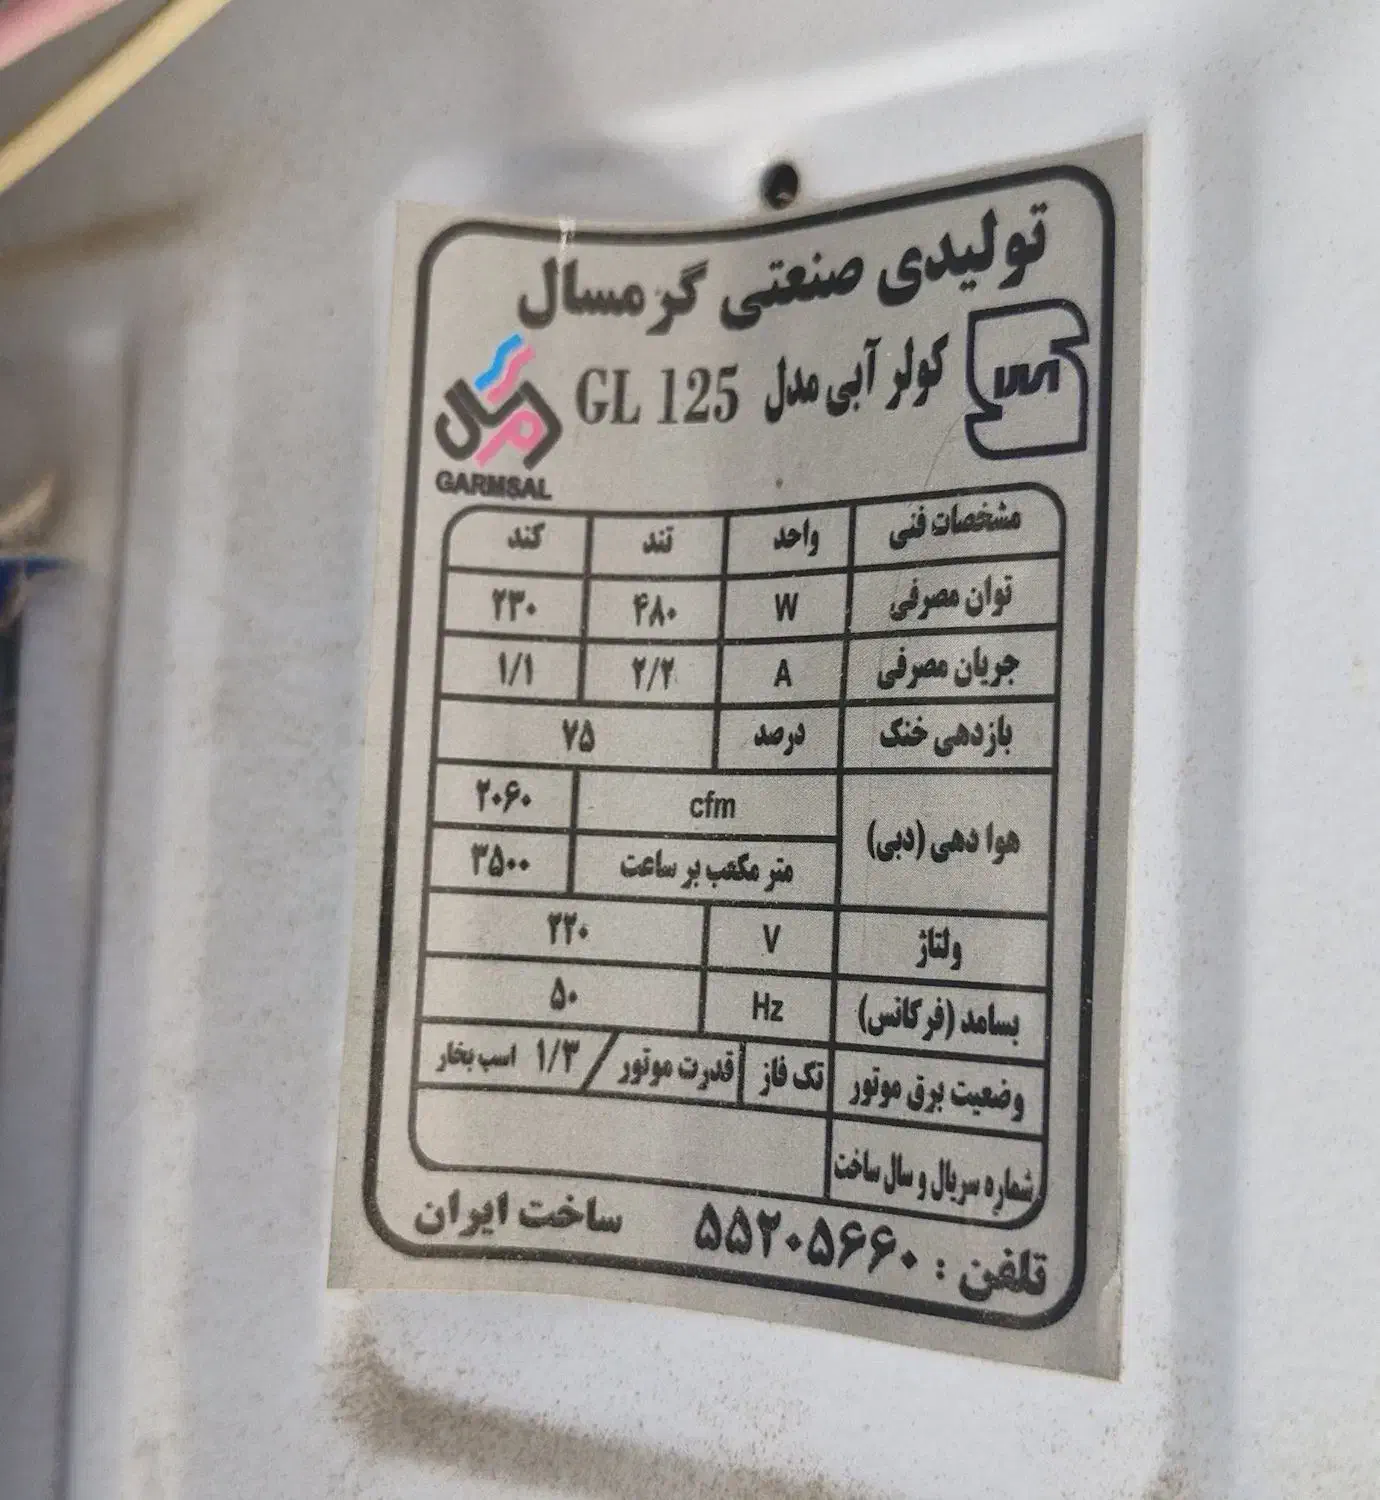 تولیدی صنعتی گرمسال
کولر آبی مدل GL 125
گرمسال
GARMSAL
مشخصات فنی واحد تند کند
توان مصرفی W ۴۸۰ ۲۳۰
جریان مصرفی A ۲/۲ ۱/۱
بازدهی خنک درصد ۷۵
هوا دهی (دبی) cfm ۲۰۶۰
متر مکعب بر ساعت ۳۵۰۰
ولتاژ V ۲۲۰
بسامد (فرکانس) Hz ۵۰
وضعیت برق موتور تک فاز قدرت موتور / ۱/۳ اسب بخار
شماره سریال و سال ساخت
تلفن : ۵۵۲۰۵۶۶۰ ساخت ایران